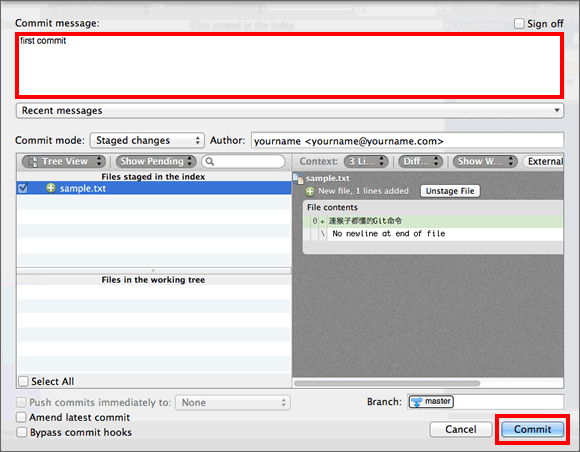 Commit message:
Sign off
first commit
Recent messages
Commit mode: Staged changes Author: yourname <yourname@yourname.com>
Tree View Show Pending Context: 3 Li... Diff... Show W... External
Files staged in the index
sample.txt
sample.txt
New file, 1 lines added Unstage File
File contents
0 + 連猴子都懂的Git命令
\ No newline at end of file
Files in the working tree
Select All
Push commits immediately to: None
Branch: master
Amend latest commit
Bypass commit hooks
Cancel Commit